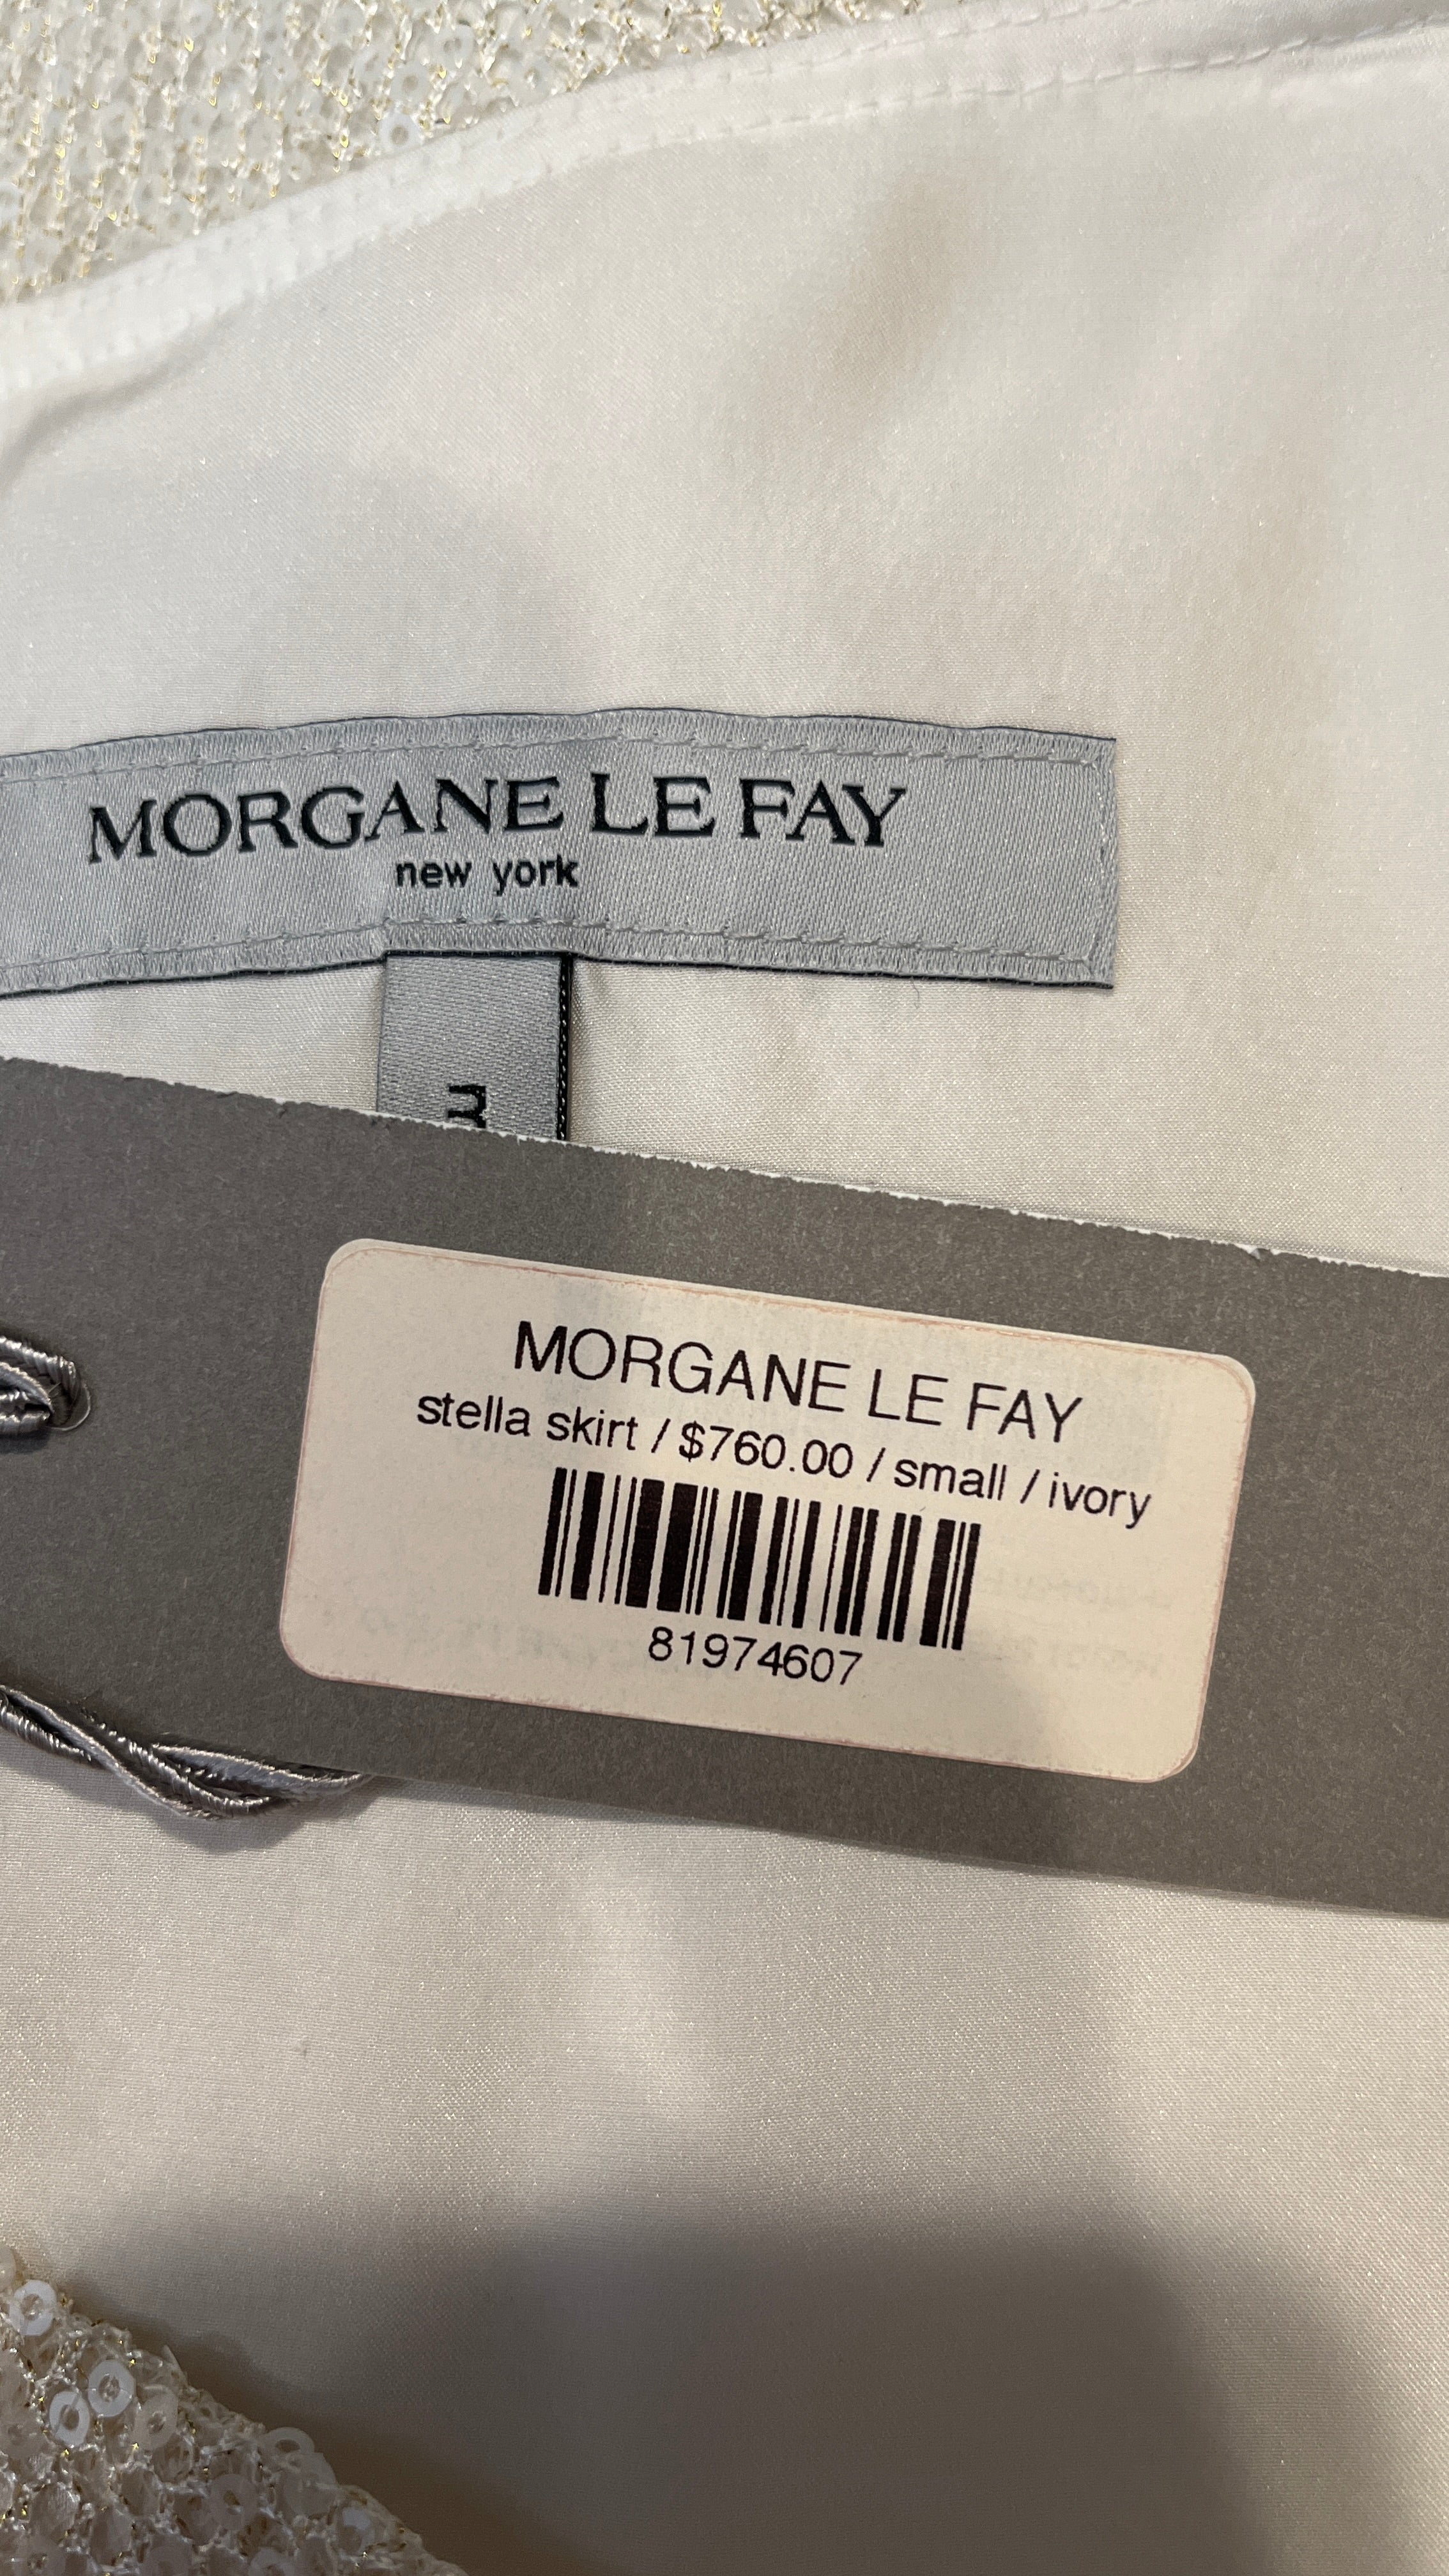 MORGANE LE FAY
new york
MORGANE LE FAY
stella skirt / $760.00 / small / ivory
81974607